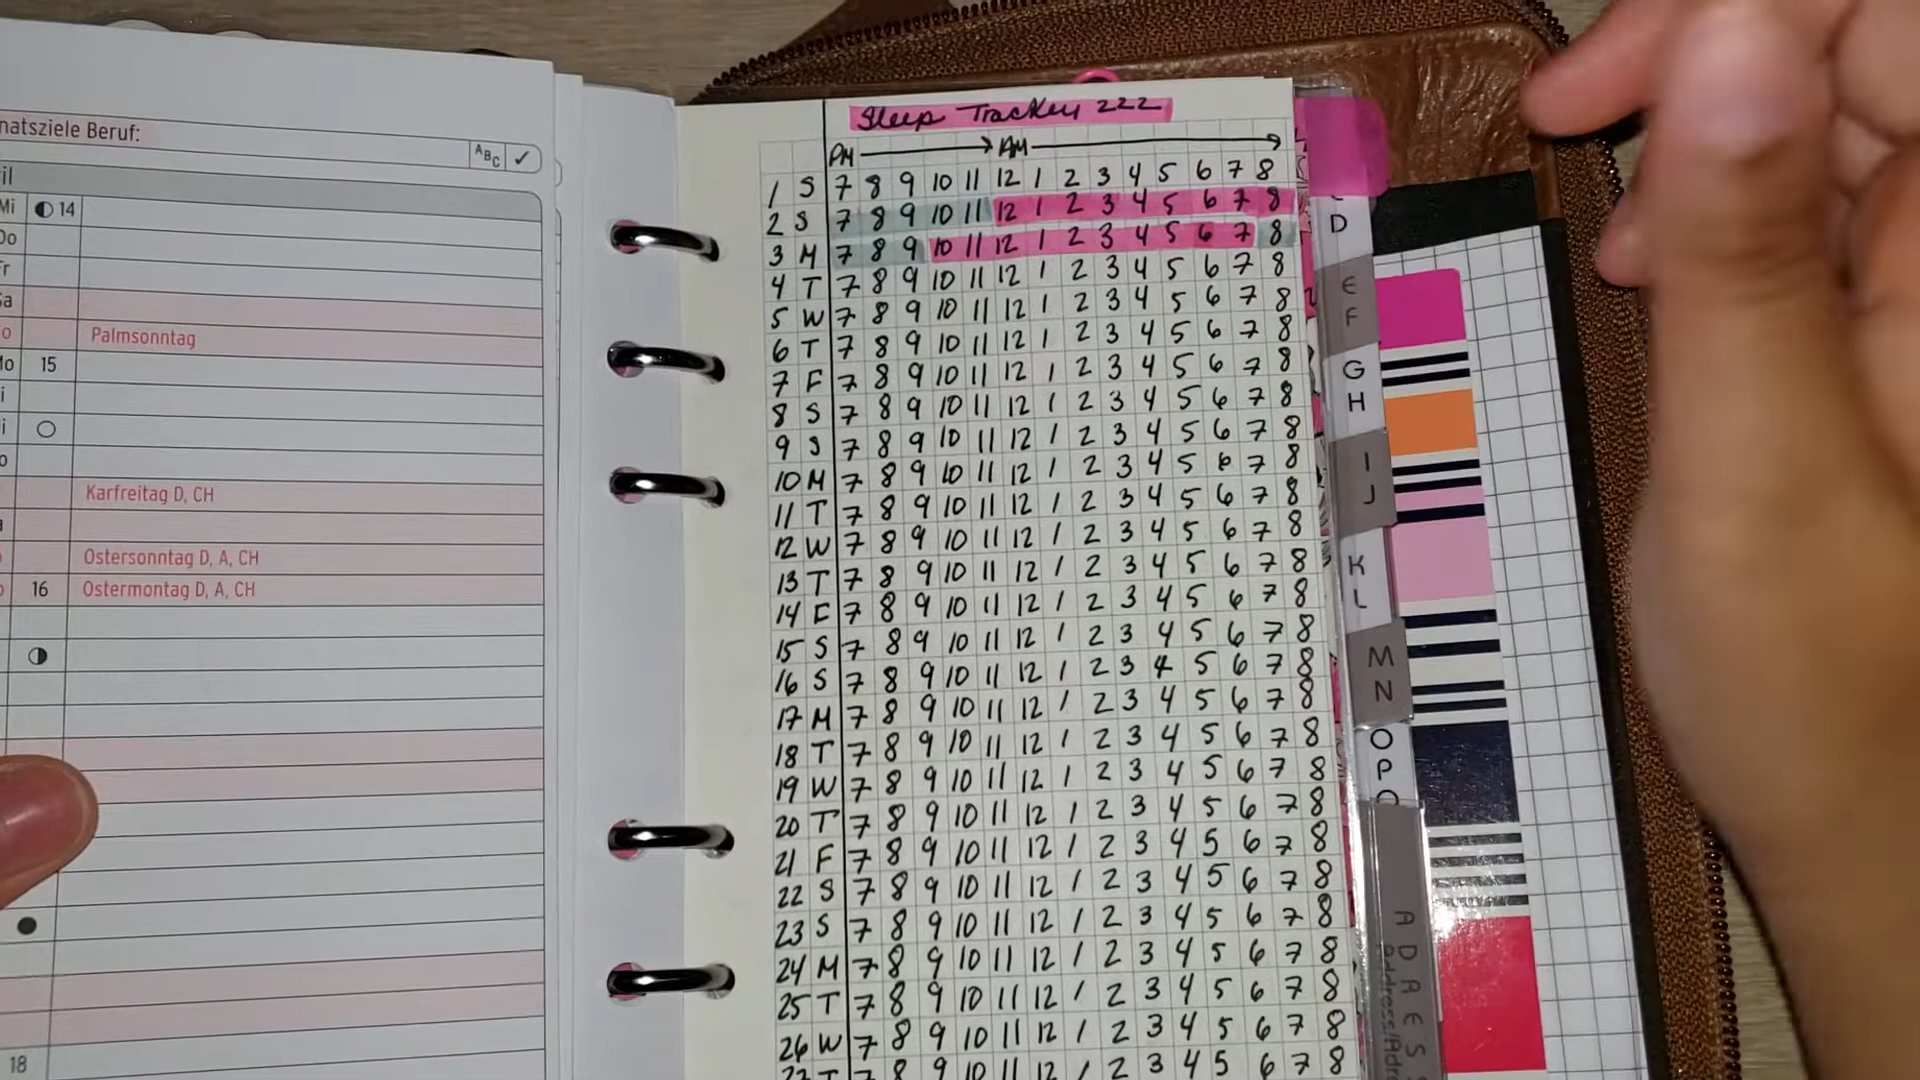 natsziele Beruf:
ABC ✓
il
Mi 14
Do
Fr
Sa
o Palmsonntag
Mo 15
i
i
o
Karfreitag D, CH
a
Ostersonntag D, A, CH
o 16 Ostermontag D, A, CH
18
Sleep Tracker zzz
PM AM
1 S 7 8 9 10 11 12 1 2 3 4 5 6 7 8
2 S 7 8 9 10 11 12 1 2 3 4 5 6 7 8
3 M 7 8 9 10 11 12 1 2 3 4 5 6 7 8
4 T 7 8 9 10 11 12 1 2 3 4 5 6 7 8
5 W 7 8 9 10 11 12 1 2 3 4 5 6 7 8
6 T 7 8 9 10 11 12 1 2 3 4 5 6 7 8
7 F 7 8 9 10 11 12 1 2 3 4 5 6 7 8
8 S 7 8 9 10 11 12 1 2 3 4 5 6 7 8
9 S 7 8 9 10 11 12 1 2 3 4 5 6 7 8
10 M 7 8 9 10 11 12 1 2 3 4 5 6 7 8
11 T 7 8 9 10 11 12 1 2 3 4 5 6 7 8
12 W 7 8 9 10 11 12 1 2 3 4 5 6 7 8
13 T 7 8 9 10 11 12 1 2 3 4 5 6 7 8
14 F 7 8 9 10 11 12 1 2 3 4 5 6 7 8
15 S 7 8 9 10 11 12 1 2 3 4 5 6 7 8
16 S 7 8 9 10 11 12 1 2 3 4 5 6 7 8
17 M 7 8 9 10 11 12 1 2 3 4 5 6 7 8
18 T 7 8 9 10 11 12 1 2 3 4 5 6 7 8
19 W 7 8 9 10 11 12 1 2 3 4 5 6 7 8
20 T 7 8 9 10 11 12 1 2 3 4 5 6 7 8
21 F 7 8 9 10 11 12 1 2 3 4 5 6 7 8
22 S 7 8 9 10 11 12 1 2 3 4 5 6 7 8
23 S 7 8 9 10 11 12 1 2 3 4 5 6 7 8
24 M 7 8 9 10 11 12 1 2 3 4 5 6 7 8
25 T 7 8 9 10 11 12 1 2 3 4 5 6 7 8
26 W 7 8 9 10 11 12 1 2 3 4 5 6 7 8
27 T 7 8 9 10 11 12 1 2 3 4 5 6 7 8
D
E
F
G
H
I
J
K
L
M
N
O
P
Q
A D R E S
Address/Adre